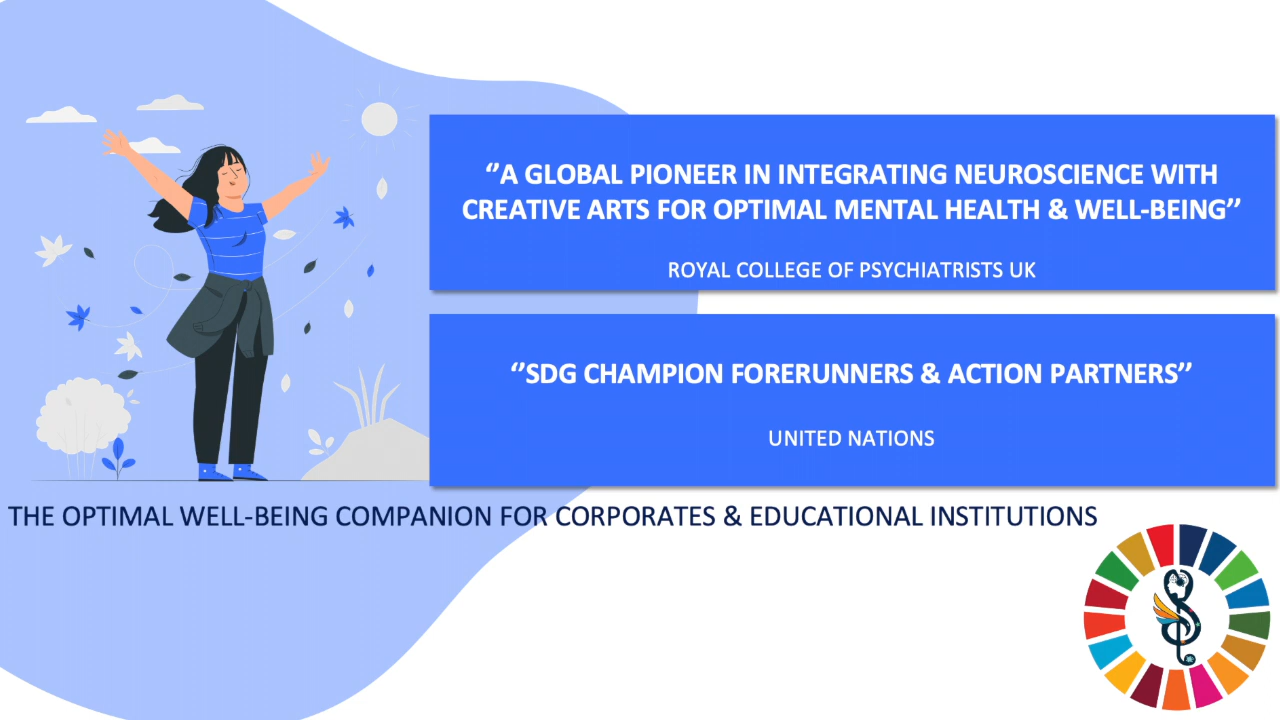 ‘’A GLOBAL PIONEER IN INTEGRATING NEUROSCIENCE WITH
CREATIVE ARTS FOR OPTIMAL MENTAL HEALTH & WELL-BEING’’
ROYAL COLLEGE OF PSYCHIATRISTS UK
‘’SDG CHAMPION FORERUNNERS & ACTION PARTNERS’’
UNITED NATIONS
THE OPTIMAL WELL-BEING COMPANION FOR CORPORATES & EDUCATIONAL INSTITUTIONS